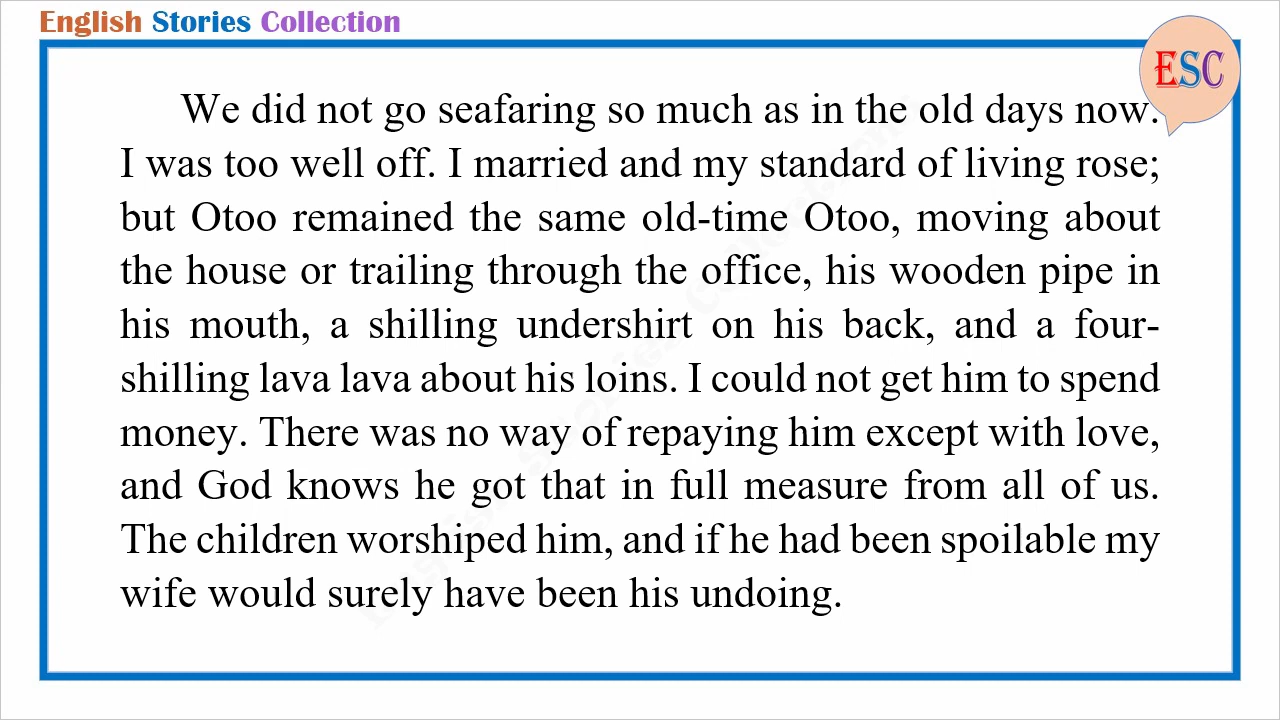 English Stories Collection
ESC
We did not go seafaring so much as in the old days now.
I was too well off. I married and my standard of living rose;
but Otoo remained the same old-time Otoo, moving about
the house or trailing through the office, his wooden pipe in
his mouth, a shilling undershirt on his back, and a four-
shilling lava lava about his loins. I could not get him to spend
money. There was no way of repaying him except with love,
and God knows he got that in full measure from all of us.
The children worshiped him, and if he had been spoilable my
wife would surely have been his undoing.